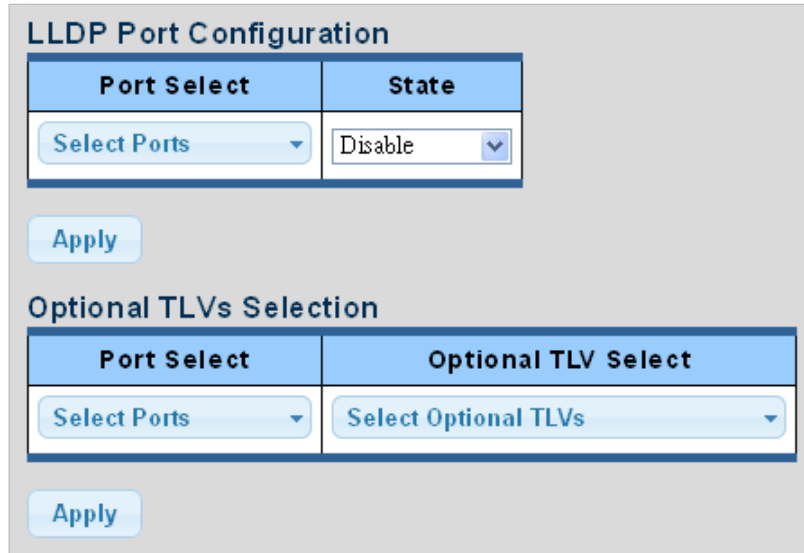 LLDP Port Configuration
Port Select State
Select Ports Disable
Apply
Optional TLVs Selection
Port Select Optional TLV Select
Select Ports Select Optional TLVs
Apply